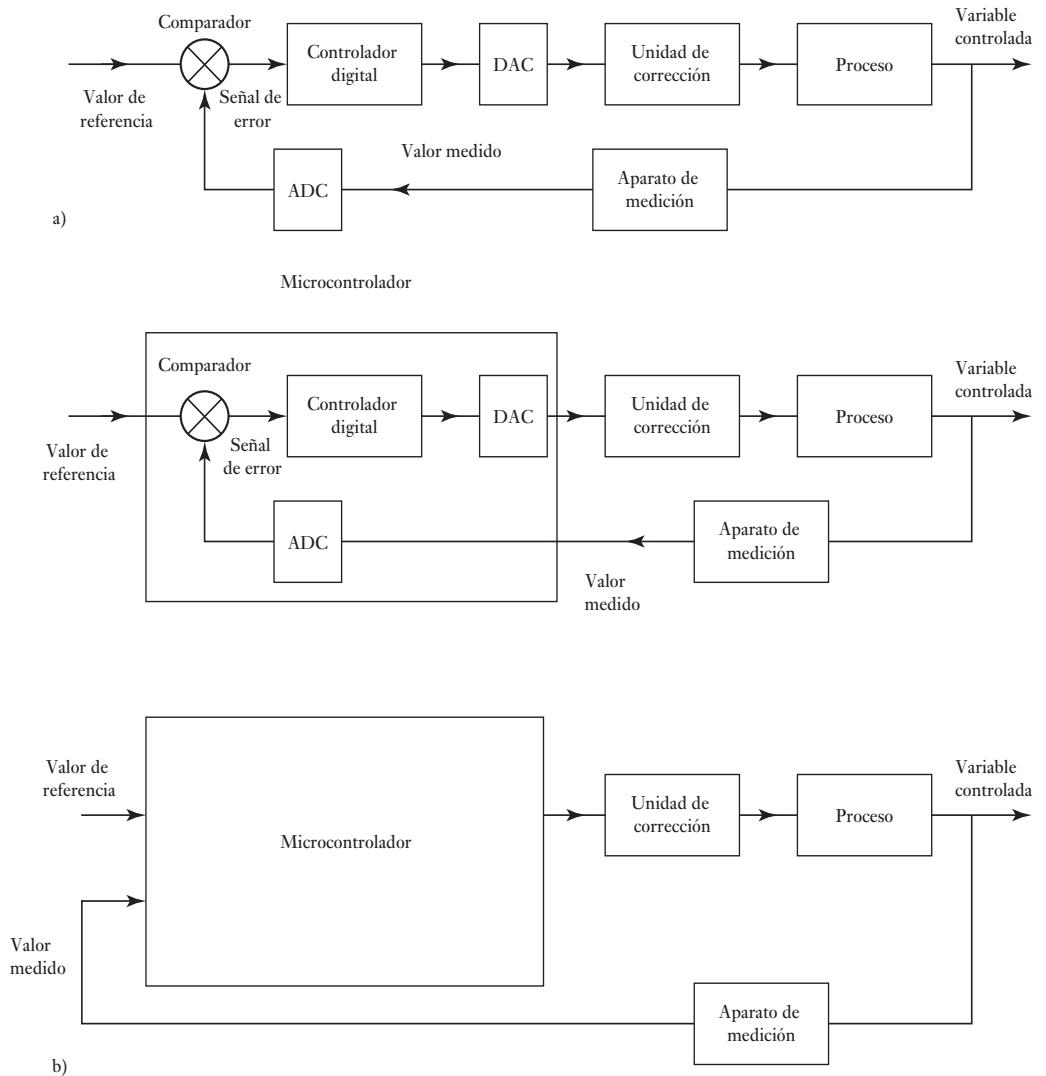 Comparador
Variable
controlada
Controlador
digital
DAC
Unidad de
corrección
Proceso
Valor de
referencia
Señal de
error
Valor medido
ADC
Aparato de
medición
a)
Microcontrolador
Comparador
Variable
controlada
Controlador
digital
DAC
Unidad de
corrección
Proceso
Valor de
referencia
Señal
de error
ADC
Aparato de
medición
Valor
medido
Valor de
referencia
Variable
controlada
Unidad de
corrección
Proceso
Microcontrolador
Valor
medido
Aparato de
medición
b)